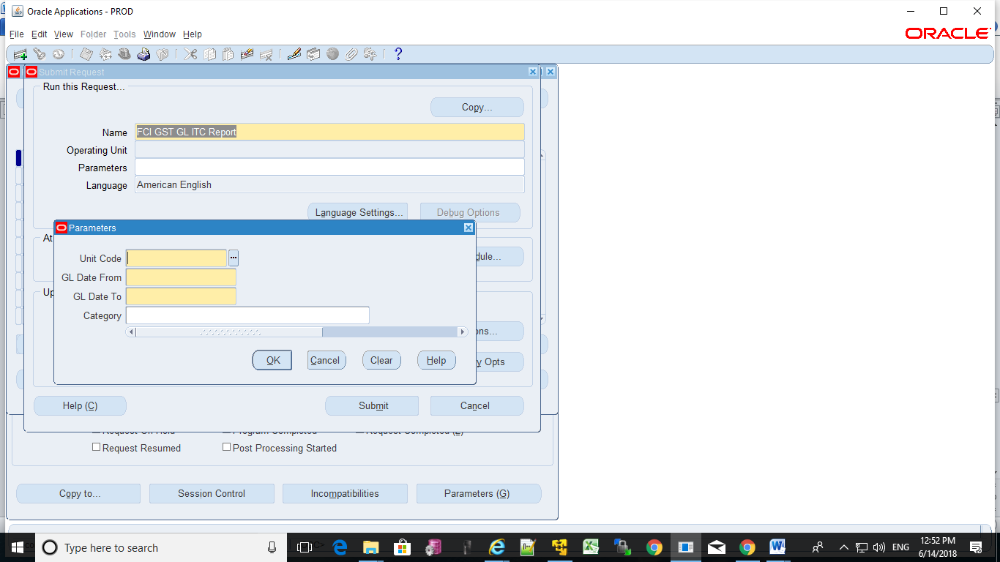 Oracle Applications - PROD
File Edit View Folder Tools Window Help
ORACLE
Submit Request
Run this Request...
Copy...
Name FCI GST GL ITC Report
Operating Unit
Parameters
Language American English
Language Settings... Debug Options
Parameters
At
dule...
Unit Code
GL Date From
GL Date To
Up
Category
ons...
OK Cancel Clear Help
y Opts
Help (C) Submit Cancel
Request On Hold Program Completed Request Completed (E)
Request Resumed Post Processing Started
Copy to... Session Control Incompatibilities Parameters (G)
Type here to search
ENG
12:52 PM
6/14/2018